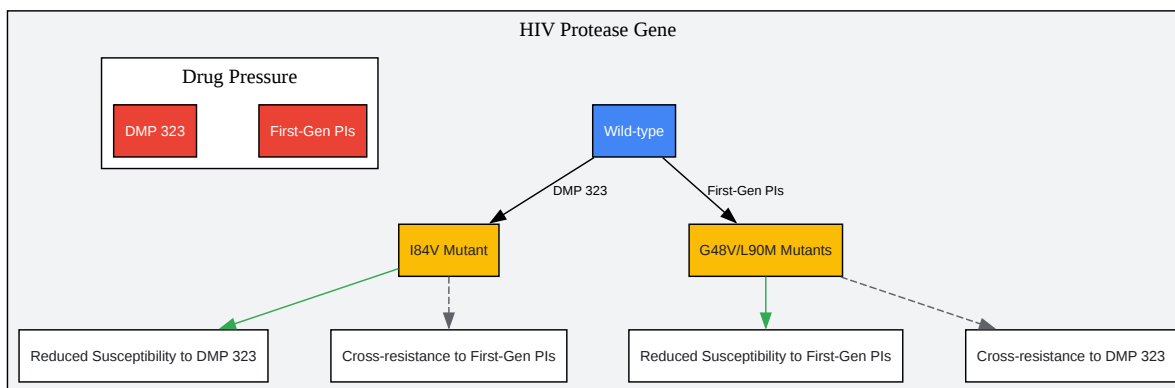 HIV Protease Gene
Drug Pressure
DMP 323
First-Gen PIs
Wild-type
DMP 323
First-Gen PIs
I84V Mutant
G48V/L90M Mutants
Reduced Susceptibility to DMP 323
Cross-resistance to First-Gen PIs
Reduced Susceptibility to First-Gen PIs
Cross-resistance to DMP 323